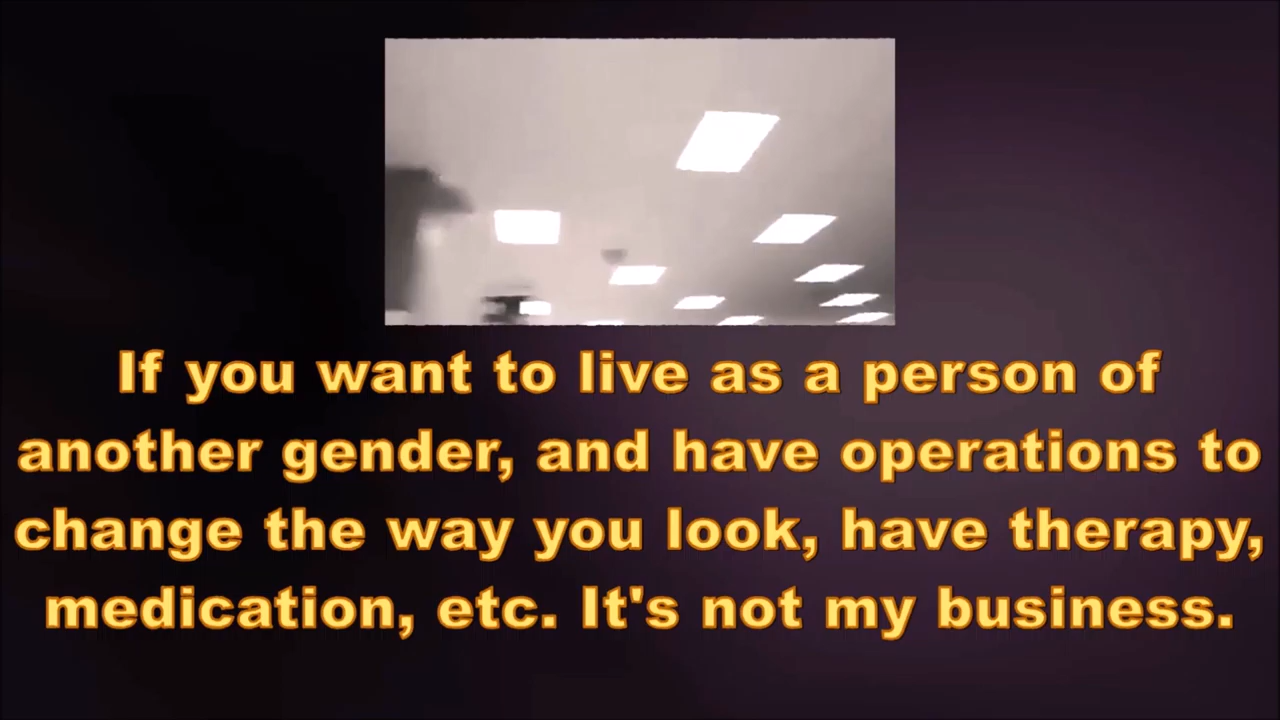 If you want to live as a person of
another gender, and have operations to
change the way you look, have therapy,
medication, etc. It's not my business.